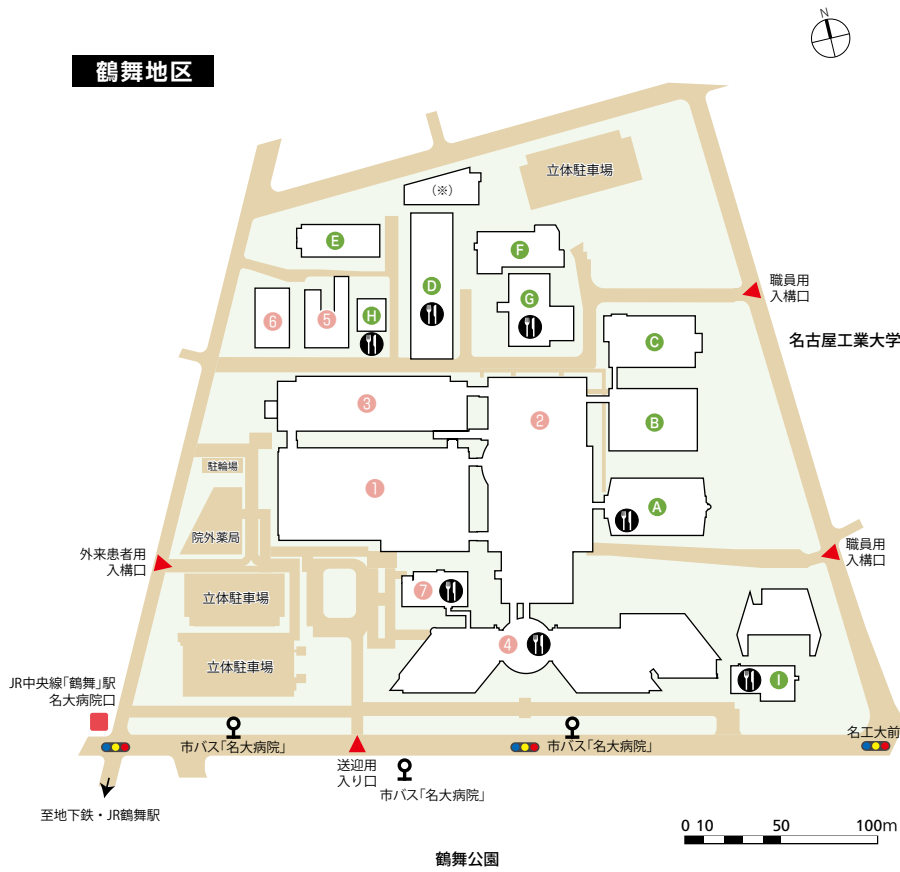 N
鶴舞地区
立体駐車場
(※)
E
F
D
G
H
6
5
職員用
入構口
名古屋工業大学
C
3
2
B
1
A
駐輪場
院外薬局
外来患者用
入構口
職員用
入構口
立体駐車場
7
4
立体駐車場
I
JR中央線「鶴舞」駅
名大病院口
市バス「名大病院」
市バス「名大病院」
名工大前
送迎用
入り口
市バス「名大病院」
至地下鉄・JR鶴舞駅
0 10 50 100m
鶴舞公園